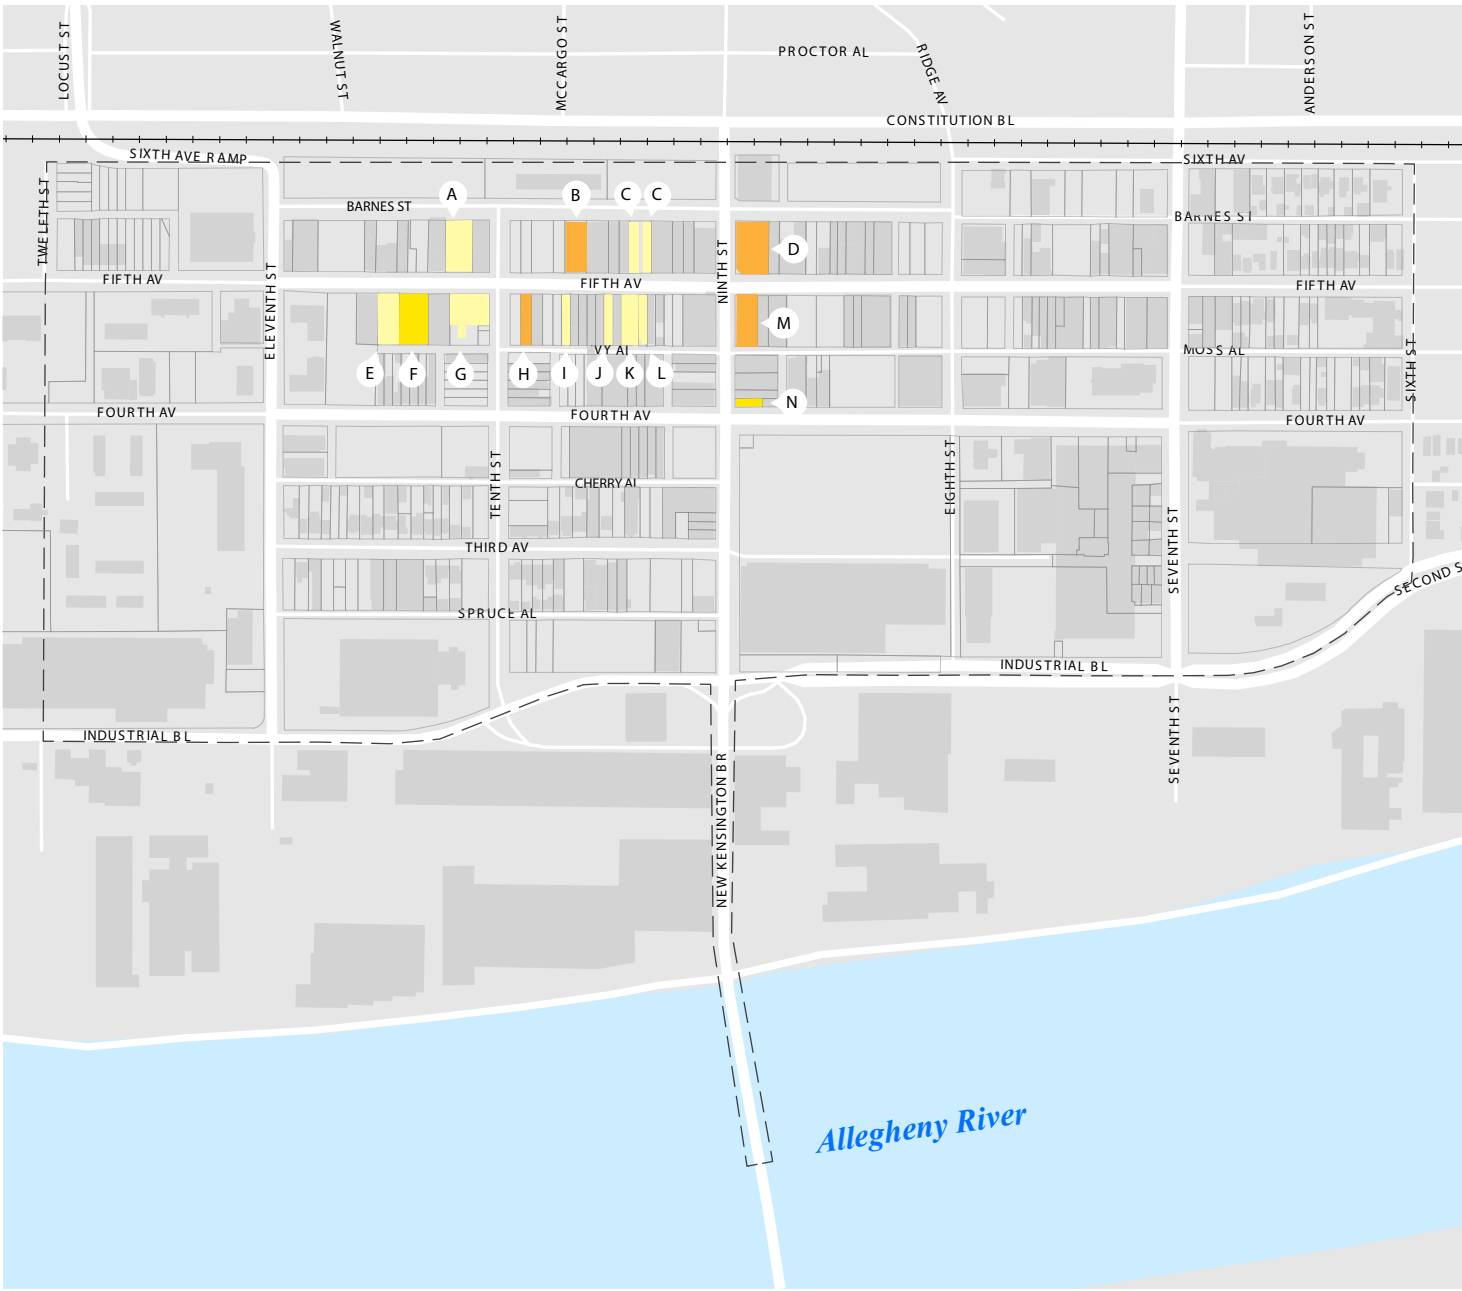 LOCUST ST
WALNUT ST
MCCARGO ST
PROCTOR AL
RIDGE AV
ANDERSON ST
CONSTITUTION BL
SIXTH AVE RAMP
SIXTH AV
TWELFTH ST
BARNES ST
A
B
C
C
BARNES ST
D
NINTH ST
ELEVENTH ST
FIFTH AV
FIFTH AV
FIFTH AV
M
VY AL
MOSS AL
SIXTH ST
E
F
G
H
I
J
K
L
N
FOURTH AV
FOURTH AV
FOURTH AV
TENTH ST
EIGHTH ST
CHERRY AL
SEVENTH ST
THIRD AV
SECOND S
SPRUCE AL
INDUSTRIAL BL
INDUSTRIAL BL
SEVENTH ST
NEW KENSINGTON BR
Allegheny River